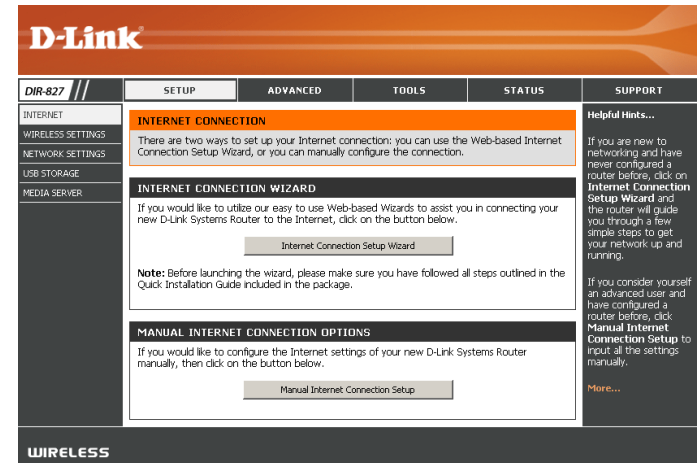 D-Link
DIR-827
SETUP
ADVANCED
TOOLS
STATUS
SUPPORT
INTERNET
WIRELESS SETTINGS
NETWORK SETTINGS
USB STORAGE
MEDIA SERVER
INTERNET CONNECTION
There are two ways to set up your Internet connection: you can use the Web-based Internet
Connection Setup Wizard, or you can manually configure the connection.
INTERNET CONNECTION WIZARD
If you would like to utilize our easy to use Web-based Wizards to assist you in connecting your
new D-Link Systems Router to the Internet, click on the button below.
Internet Connection Setup Wizard
Note: Before launching the wizard, please make sure you have followed all steps outlined in the
Quick Installation Guide included in the package.
MANUAL INTERNET CONNECTION OPTIONS
If you would like to configure the Internet settings of your new D-Link Systems Router
manually, then click on the button below.
Manual Internet Connection Setup
Helpful Hints...
If you are new to
networking and have
never configured a
router before, click on
Internet Connection
Setup Wizard and
the router will guide
you through a few
simple steps to get
your network up and
running.
If you consider yourself
an advanced user and
have configured a
router before, click
Manual Internet
Connection Setup to
input all the settings
manually.
More...
WIRELESS